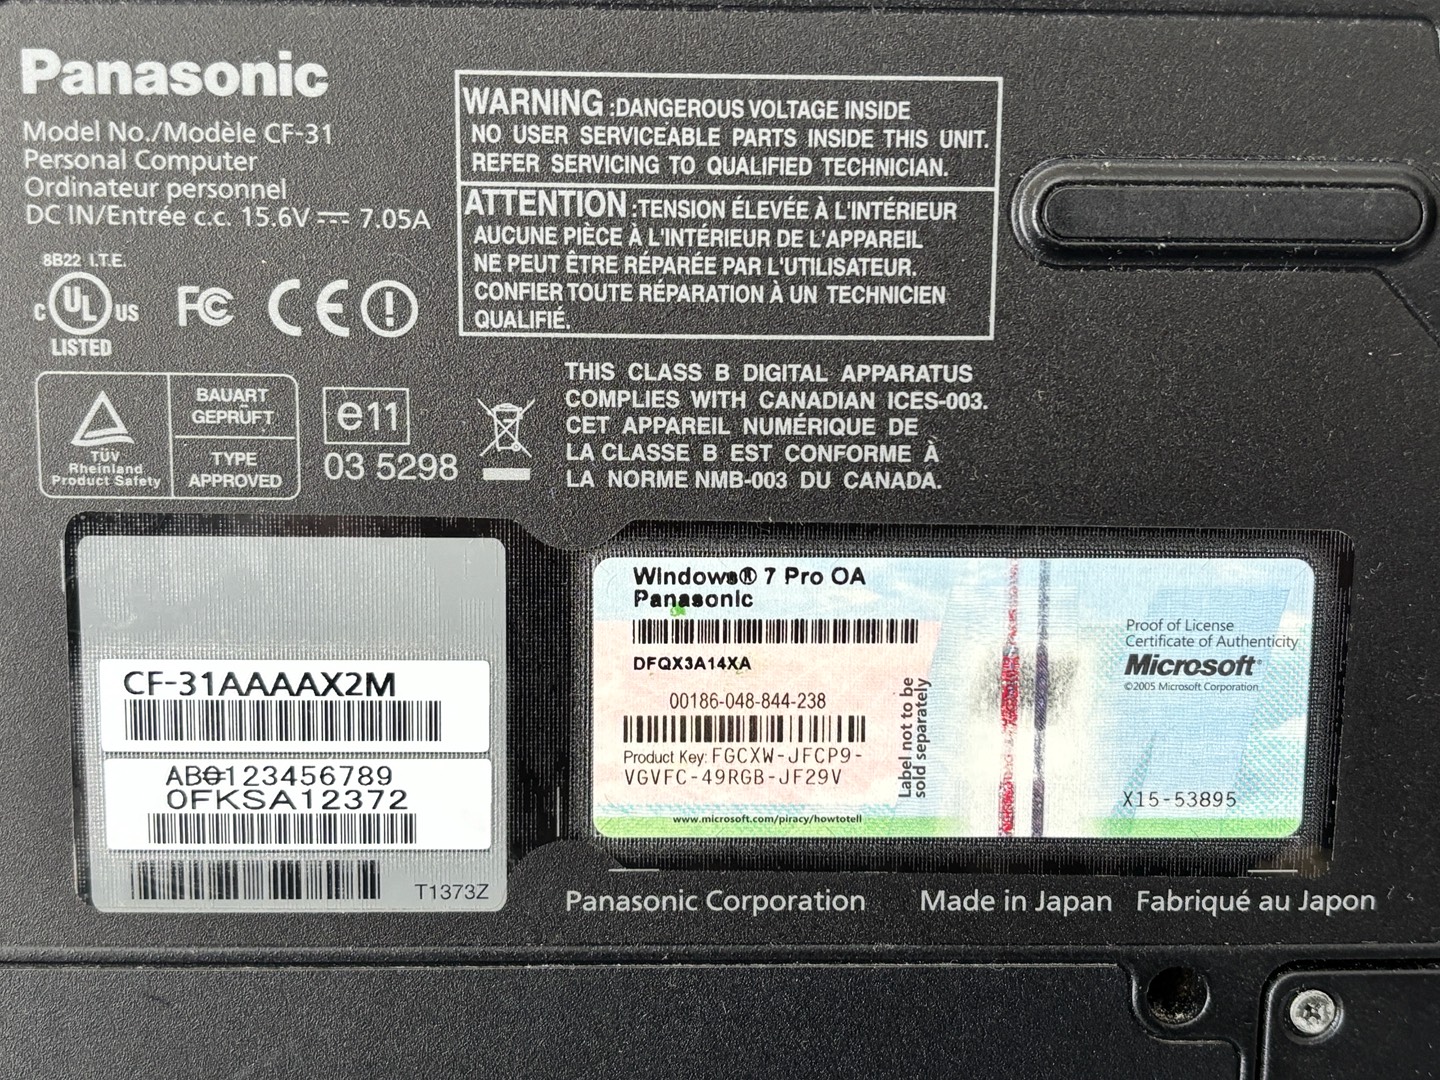 Panasonic
Model No./Modèle CF-31
Personal Computer
Ordinateur personnel
DC IN/Entrée c.c. 15.6V ⎓ 7.05A
8B22 I.T.E.
C UL US
LISTED
FC CE
TÜV
Rheinland
Product Safety
BAUART
GEPRÜFT
TYPE
APPROVED
e11
03 5298
WARNING :DANGEROUS VOLTAGE INSIDE
NO USER SERVICEABLE PARTS INSIDE THIS UNIT.
REFER SERVICING TO QUALIFIED TECHNICIAN.
ATTENTION :TENSION ÉLEVÉE À L'INTÉRIEUR
AUCUNE PIÈCE À L'INTÉRIEUR DE L'APPAREIL
NE PEUT ÉTRE RÉPARÉE PAR L'UTILISATEUR.
CONFIER TOUTE RÉPARATION À UN TECHNICIEN
QUALIFIÉ.
THIS CLASS B DIGITAL APPARATUS
COMPLIES WITH CANADIAN ICES-003.
CET APPAREIL NUMÉRIQUE DE
LA CLASSE B EST CONFORME À
LA NORME NMB-003 DU CANADA.
CF-31AAAAAX2M
0FKSA12372
T1373Z
Windows® 7 Pro OA
Panasonic
DFQX3A14XA
00186-048-844-238
Product Key: FGCXW-JFCP9-
VGVFC-49RGB-JF29V
www.microsoft.com/piracy/howtotell
Label not to be
sold separately
Proof of License
Certificate of Authenticity
Microsoft®
©2005 Microsoft Corporation
X15-53895
Panasonic Corporation Made in Japan Fabriqué au Japon